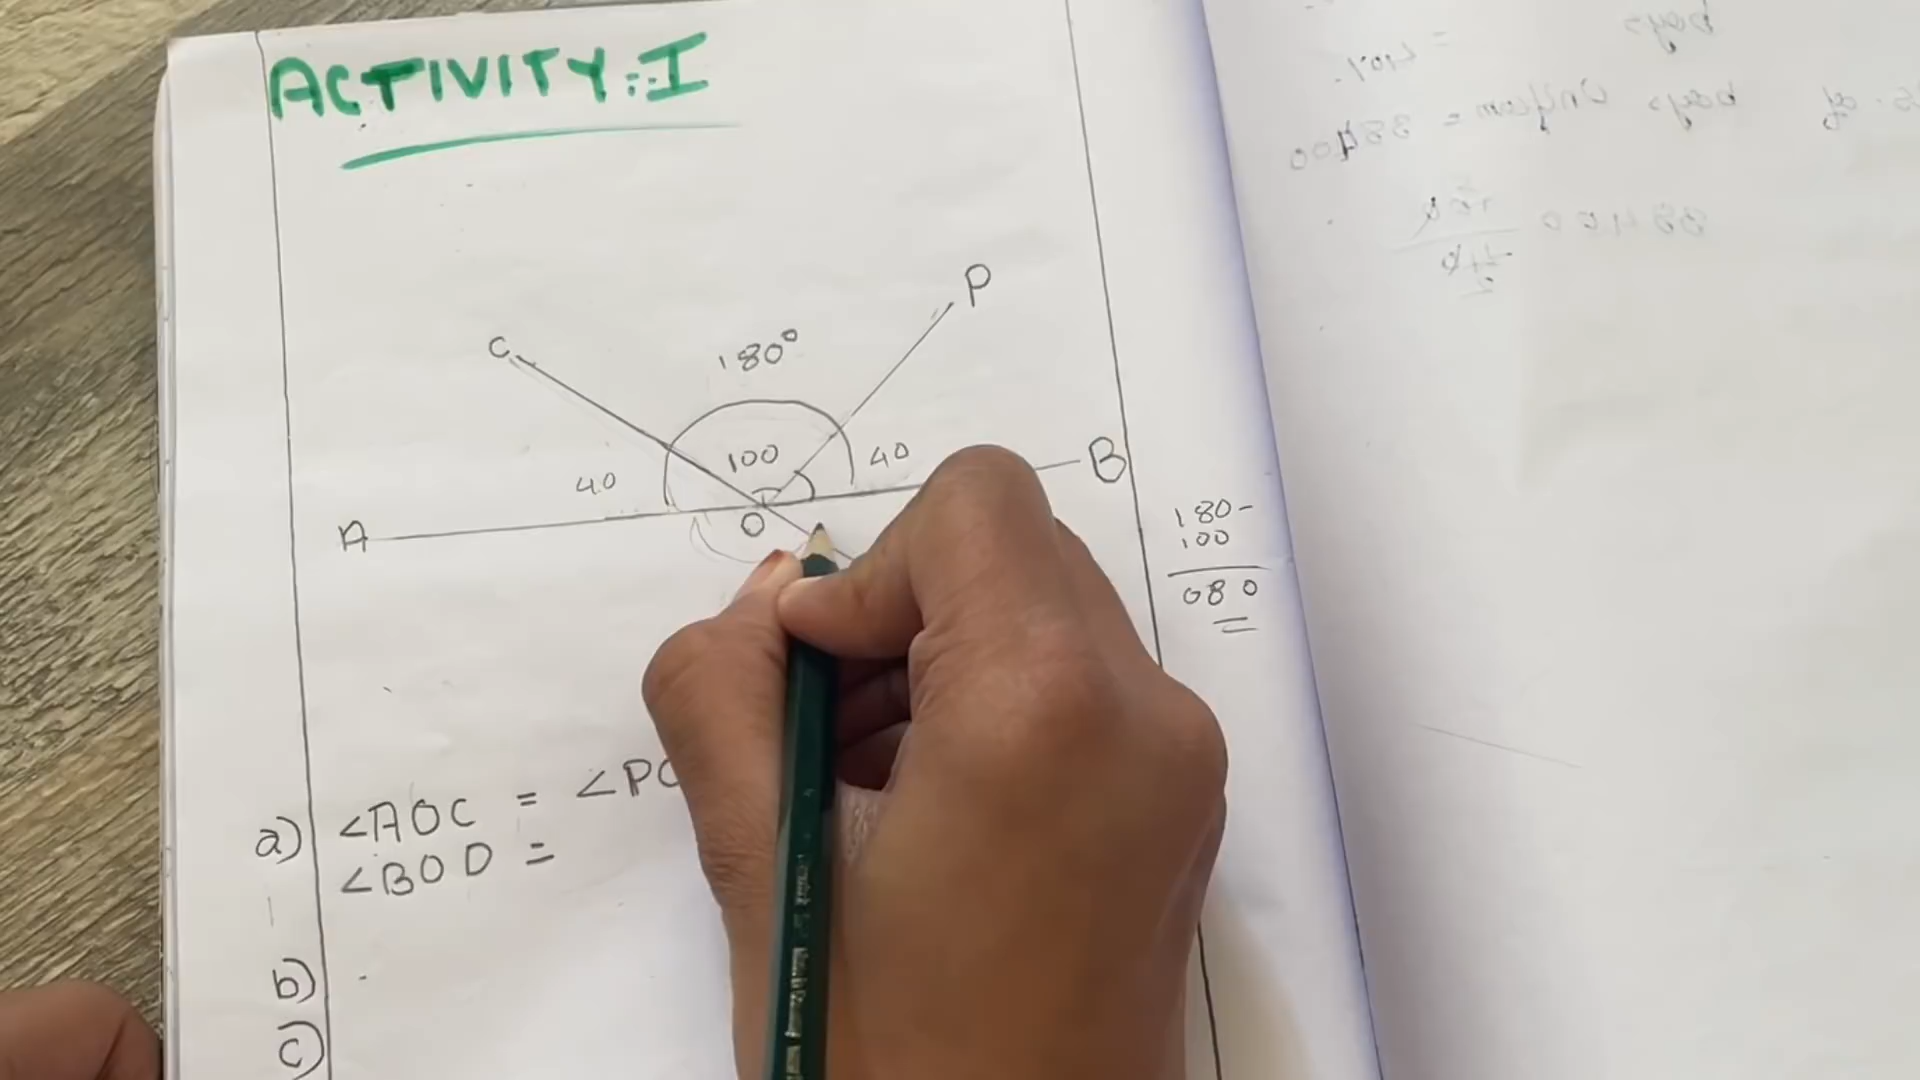 ACTIVITY:-I
P
C
180°
100
40
40
B
A
O
180-
100
080
a) <AOC = <PO
<BOD =
b)
c)